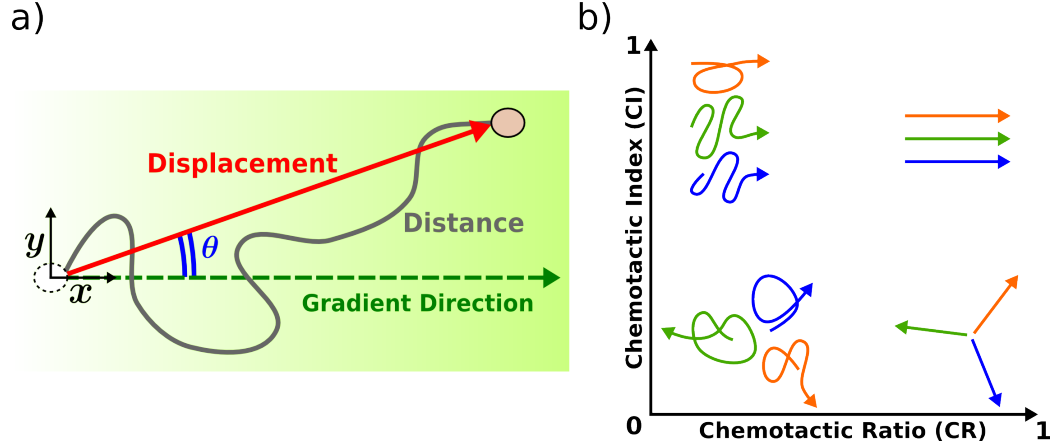 a)
Displacement
Distance
θ
y
x
Gradient Direction
b)
1
Chemotactic Index (CI)
0
Chemotactic Ratio (CR)
1